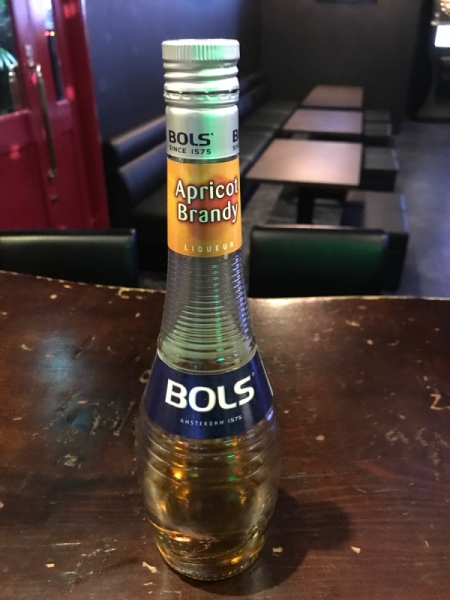 BOLS
SINCE 1575
Apricot
Brandy
LIQUEUR
BOLS
AMSTERDAM 1575